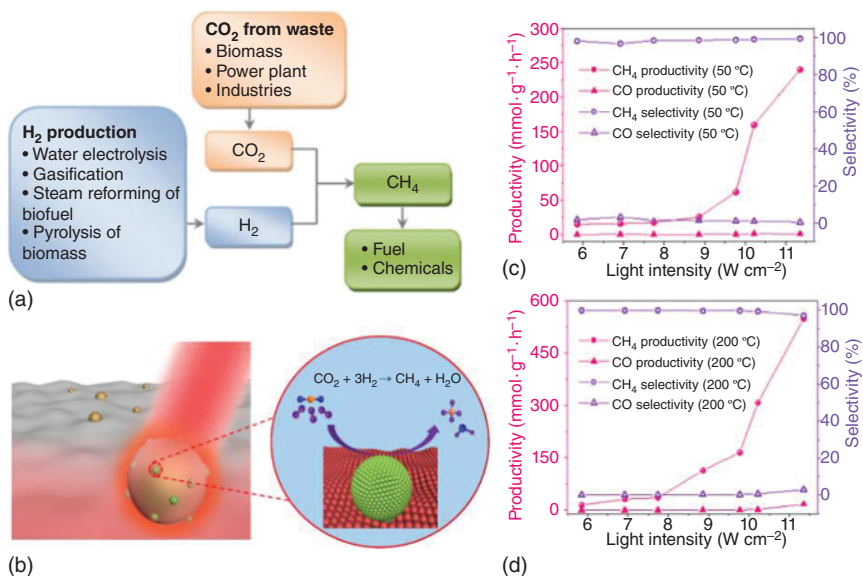 CO2 from waste
• Biomass
• Power plant
• Industries
H2 production
• Water electrolysis
• Gasification
• Steam reforming of
biofuel
• Pyrolysis of
biomass
CO2
H2
CH4
• Fuel
• Chemicals
(a)
CO2 + 3H2 → CH4 + H2O
(b)
Productivity (mmol·g−1·h−1)
300
250
200
150
100
50
0
CH4 productivity (50 °C)
CO productivity (50 °C)
CH4 selectivity (50 °C)
CO selectivity (50 °C)
100
80
60
40
20
0
Selectivity (%)
6 7 8 9 10 11
Light intensity (W cm−2)
(c)
Productivity (mmol·g−1·h−1)
600
450
300
150
0
CH4 productivity (200 °C)
CO productivity (200 °C)
CH4 selectivity (200 °C)
CO selectivity (200 °C)
100
80
60
40
20
0
Selectivity (%)
6 7 8 9 10 11
Light intensity (W cm−2)
(d)